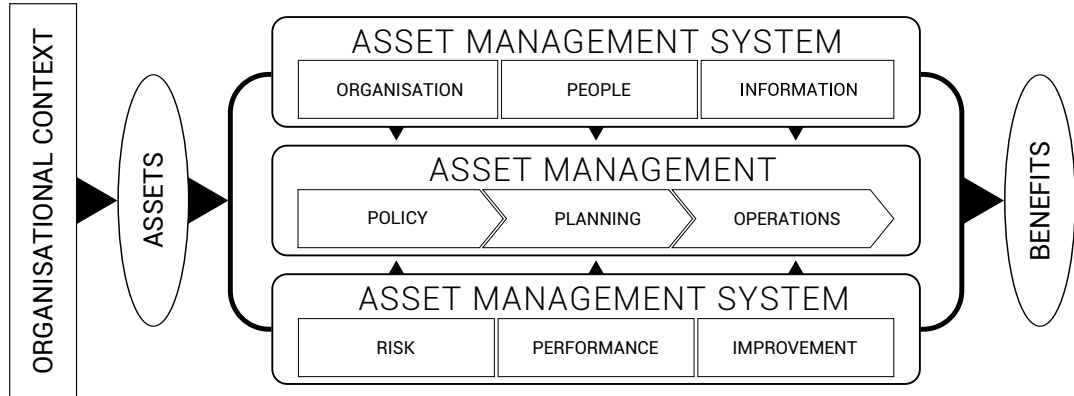 ORGANISATIONAL CONTEXT
ASSETS
ASSET MANAGEMENT SYSTEM
ORGANISATION
PEOPLE
INFORMATION
ASSET MANAGEMENT
POLICY
PLANNING
OPERATIONS
ASSET MANAGEMENT SYSTEM
RISK
PERFORMANCE
IMPROVEMENT
BENEFITS